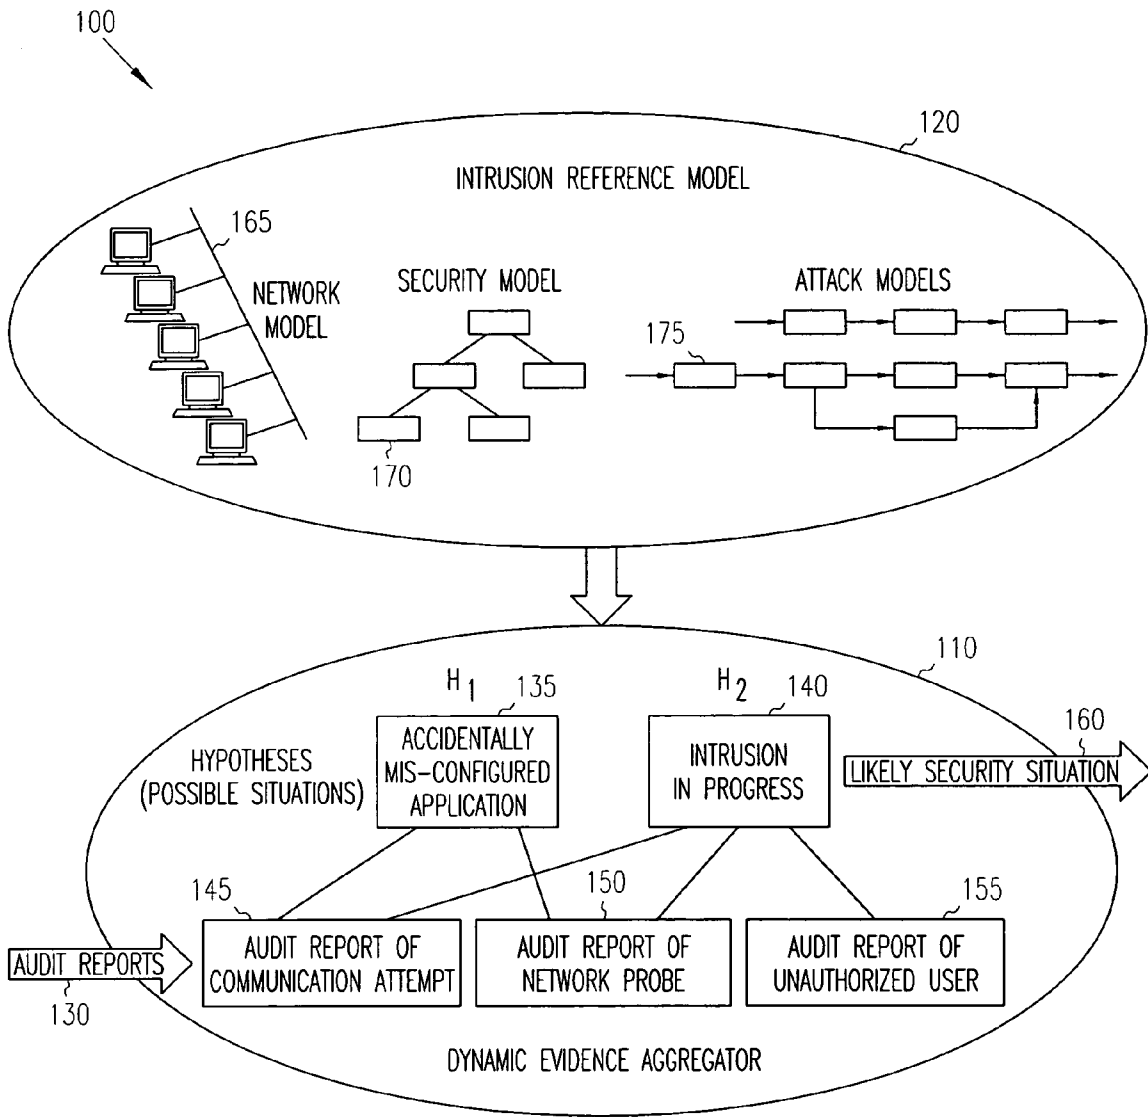 100
120
INTRUSION REFERENCE MODEL
165
NETWORK
MODEL
SECURITY MODEL
170
ATTACK MODELS
175
110
H1
135
H2
140
160
HYPOTHESES
(POSSIBLE SITUATIONS)
ACCIDENTALLY
MIS-CONFIGURED
APPLICATION
INTRUSION
IN PROGRESS
LIKELY SECURITY SITUATION
145
150
155
AUDIT REPORTS
130
AUDIT REPORT OF
COMMUNICATION ATTEMPT
AUDIT REPORT OF
NETWORK PROBE
AUDIT REPORT OF
UNAUTHORIZED USER
DYNAMIC EVIDENCE AGGREGATOR